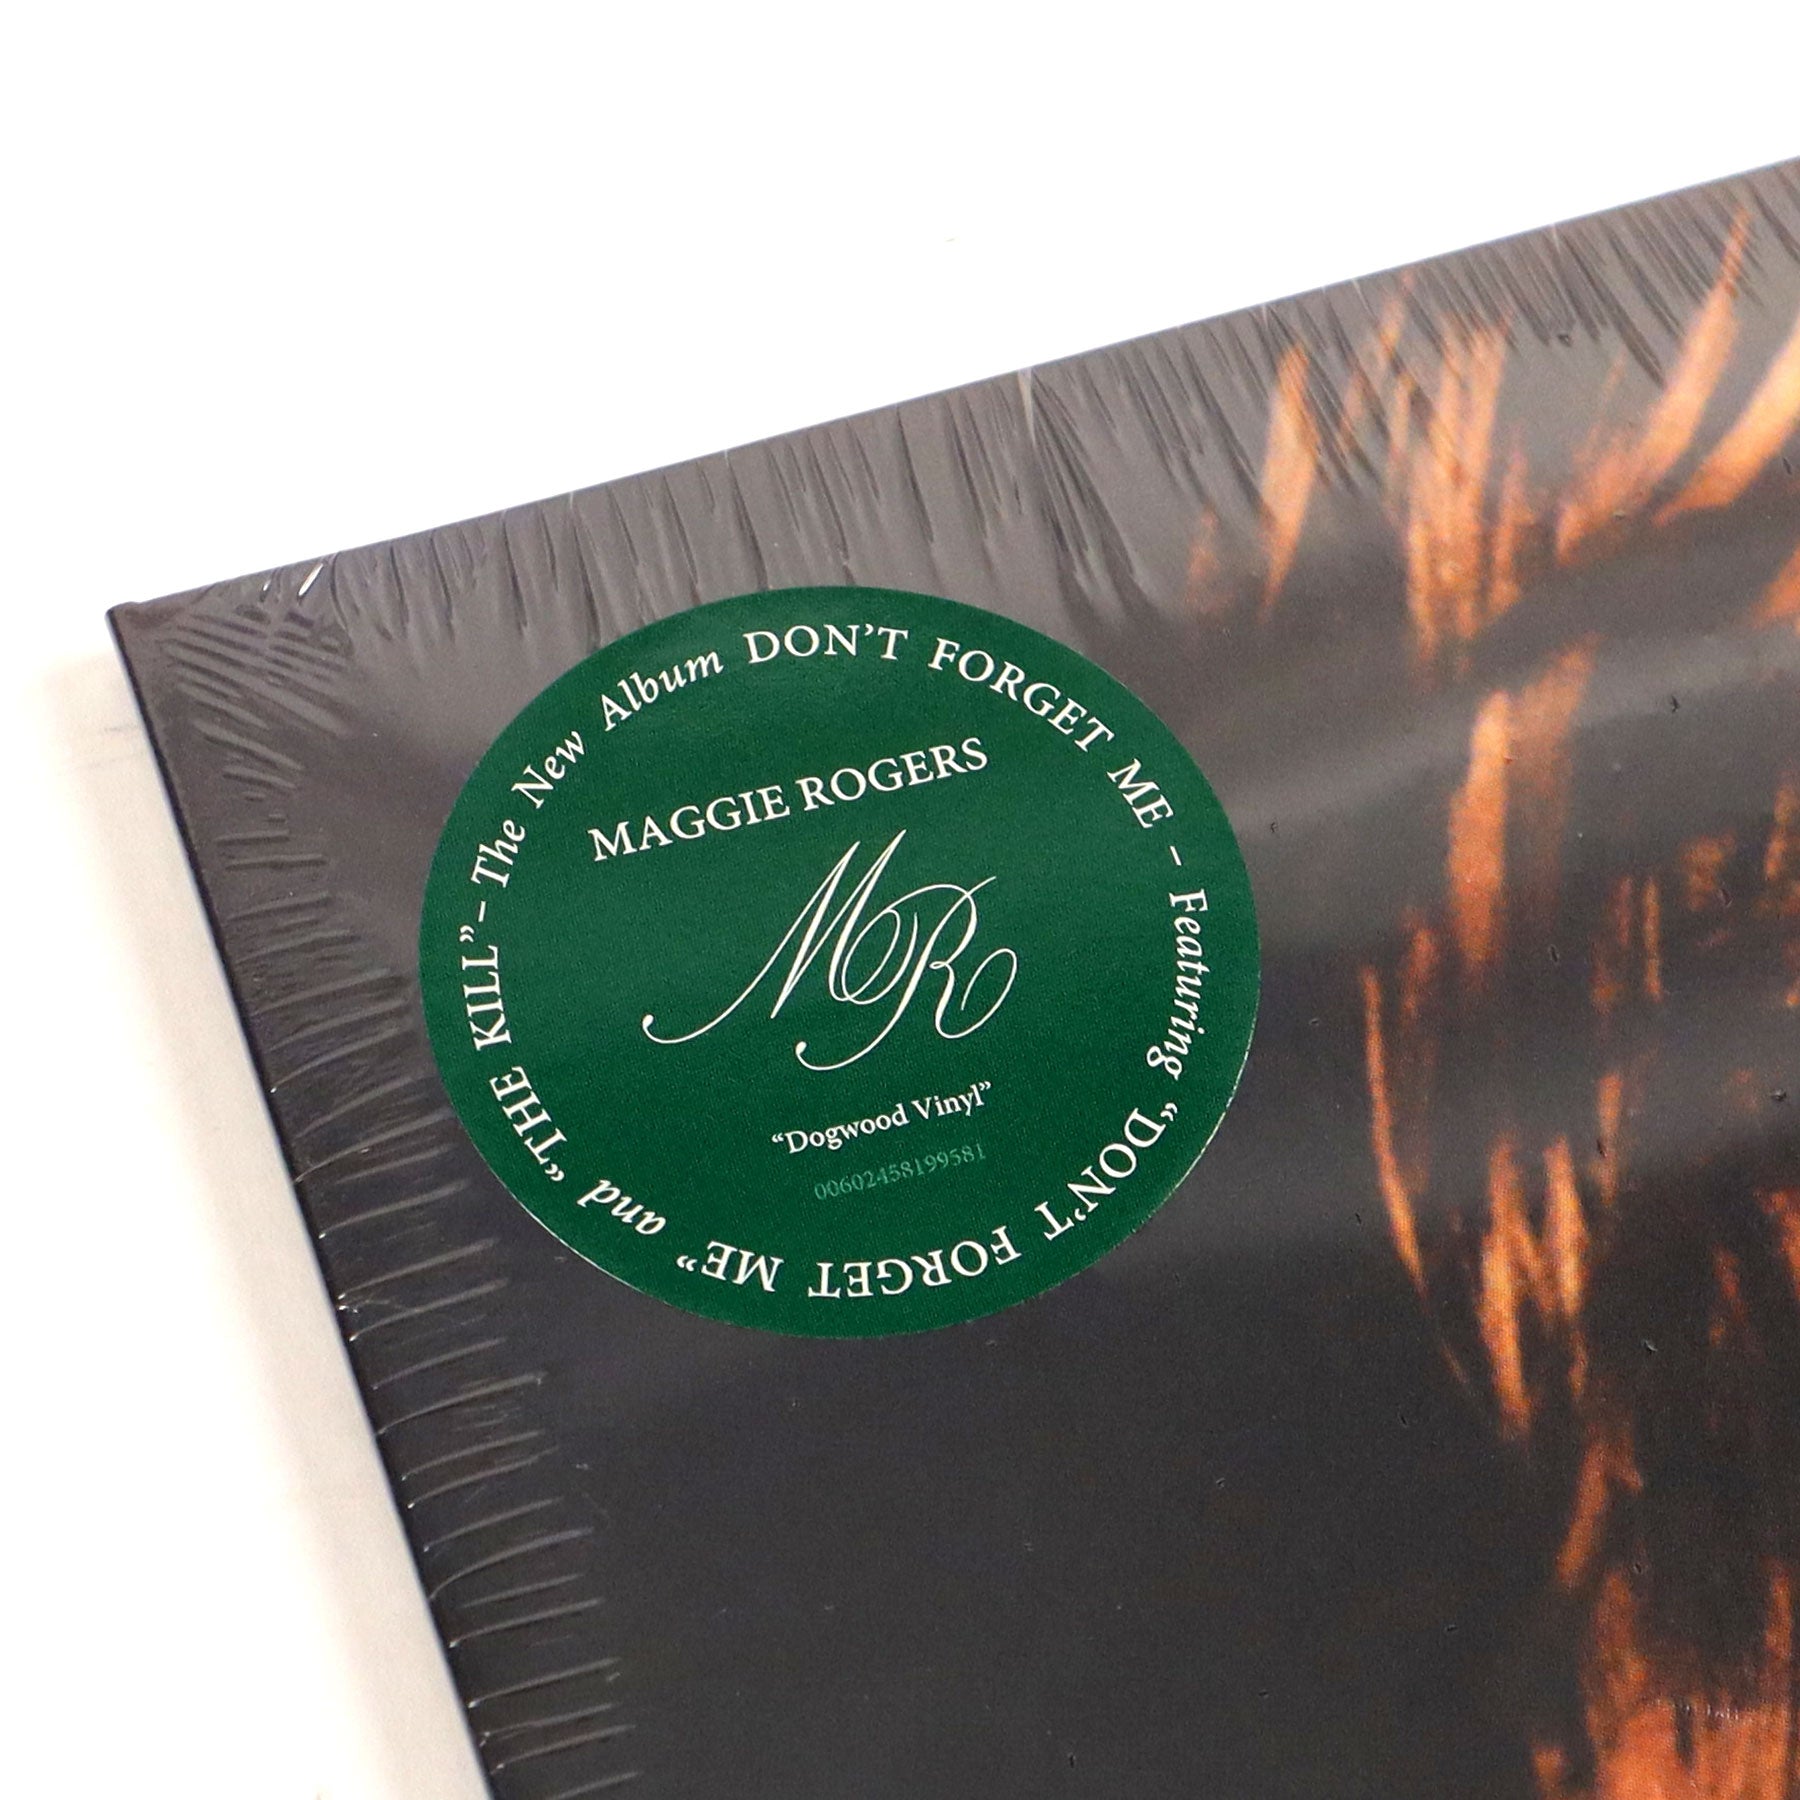 The New Album DON'T FORGET ME - Featuring "DON'T FORGET ME" and "THE KILL" -
MAGGIE ROGERS
MR
"Dogwood Vinyl"
00602458199581